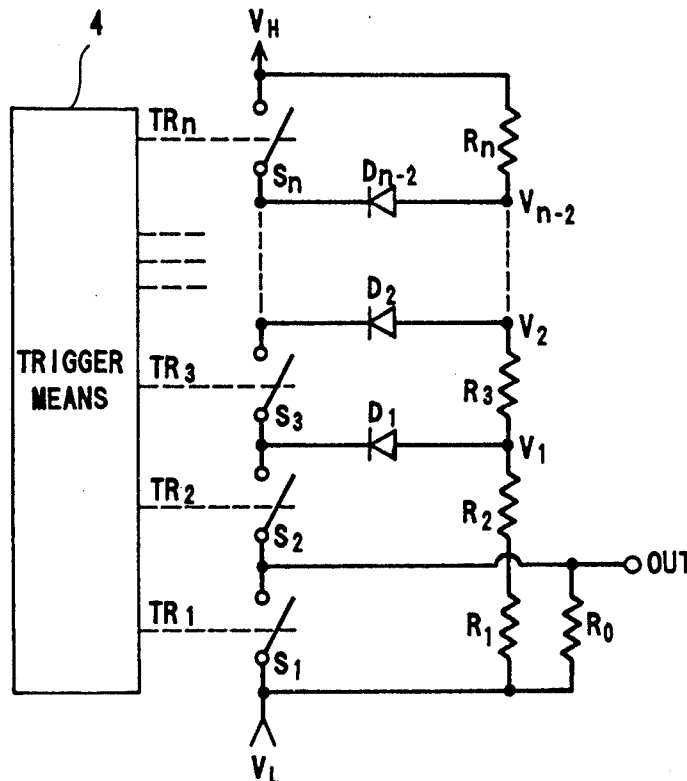 4
VH
TRn
Sn
Dn-2
Rn
Vn-2
D2
V2
TRIGGER
MEANS
TR3
S3
R3
D1
V1
TR2
S2
R2
OUT
TR1
S1
R1
R0
VL